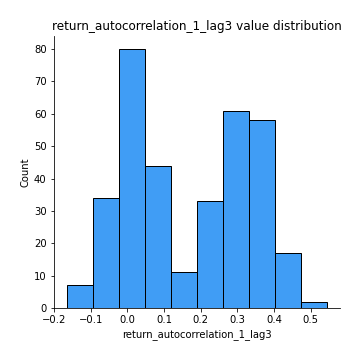 return_autocorrelation_1_lag3 value distribution
80
70
60
50
40
30
20
10
0
Count
−0.2 −0.1 0.0 0.1 0.2 0.3 0.4 0.5
return_autocorrelation_1_lag3